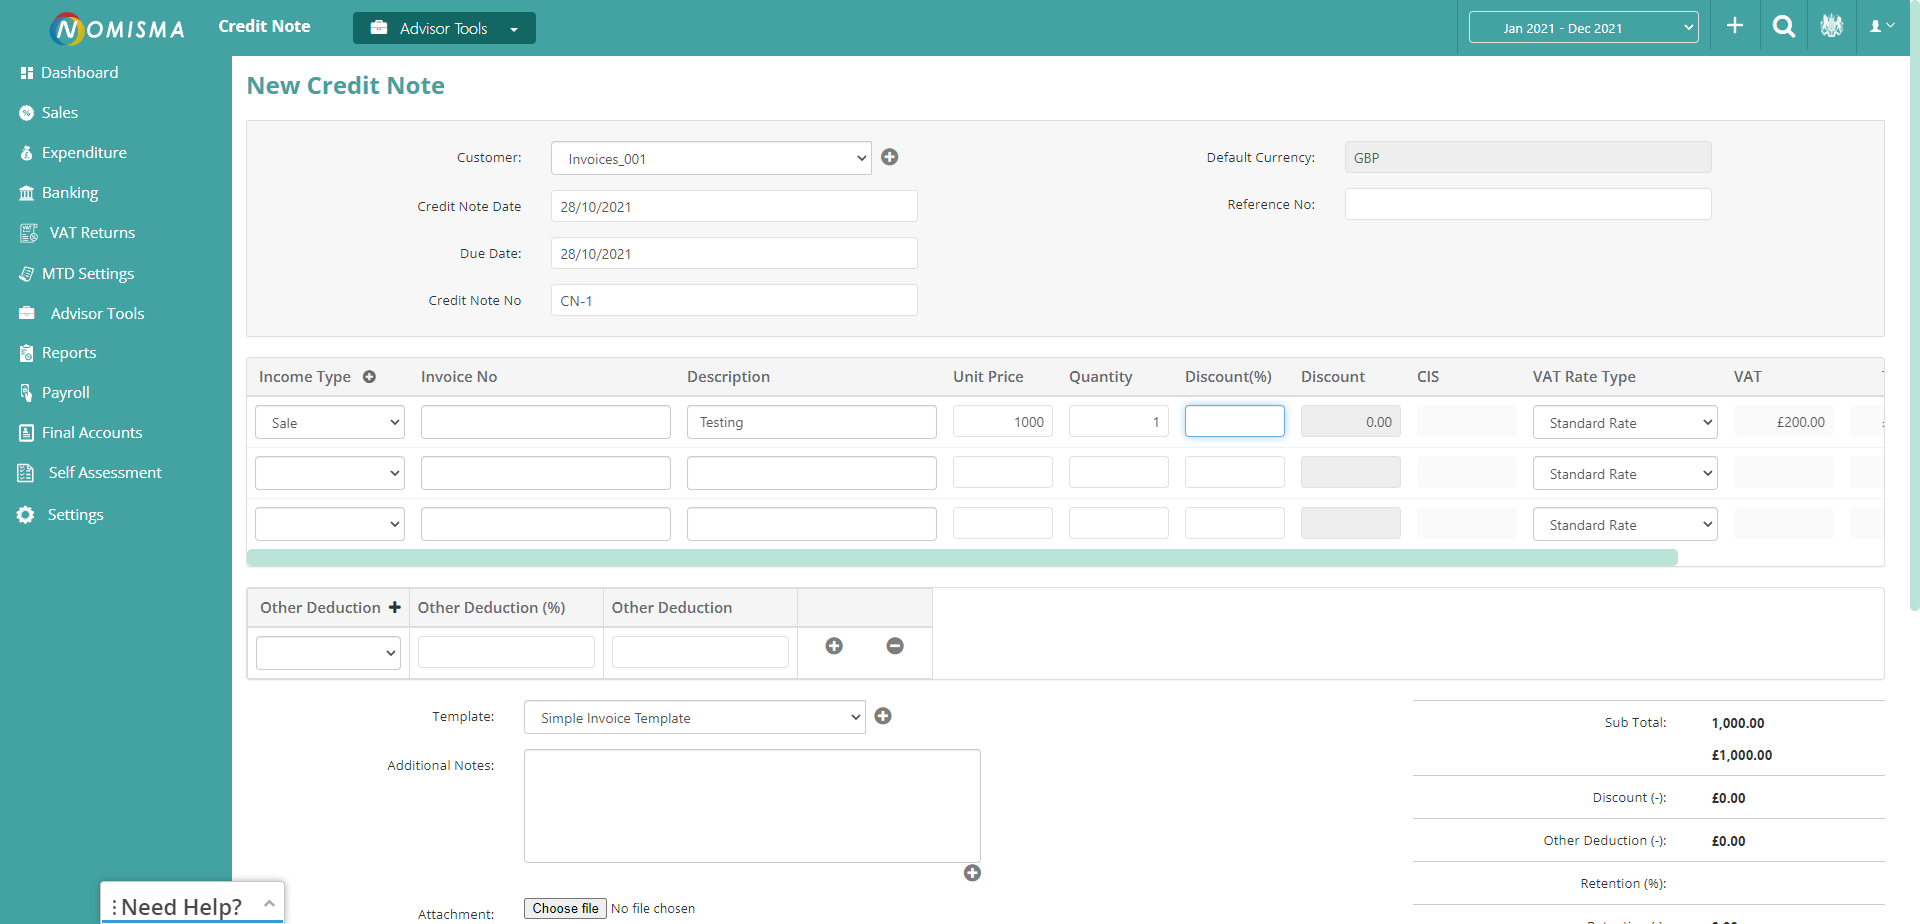 NOMISMA
Credit Note
Advisor Tools
Jan 2021 - Dec 2021
Dashboard
Sales
Expenditure
Banking
VAT Returns
MTD Settings
Advisor Tools
Reports
Payroll
Final Accounts
Self Assessment
Settings
New Credit Note
Customer: Invoices_001
Default Currency: GBP
Credit Note Date 28/10/2021
Reference No:
Due Date: 28/10/2021
Credit Note No CN-1
Income Type Invoice No Description Unit Price Quantity Discount(%) Discount CIS VAT Rate Type VAT
Sale Testing 1000 1 0.00 Standard Rate £200.00
Standard Rate
Standard Rate
Other Deduction Other Deduction (%) Other Deduction
Template: Simple Invoice Template
Additional Notes:
Attachment: Choose file No file chosen
Sub Total: 1,000.00
£1,000.00
Discount (-): £0.00
Other Deduction (-): £0.00
Retention (%):
Need Help?